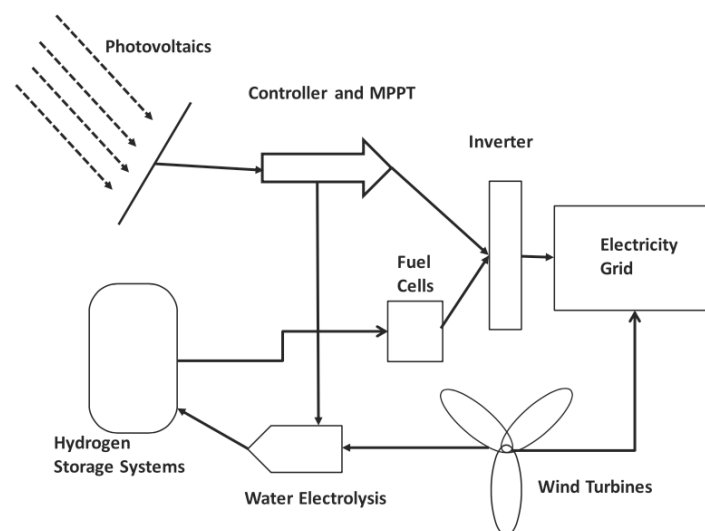 Photovoltaics
Controller and MPPT
Inverter
Electricity
Grid
Fuel
Cells
Hydrogen
Storage Systems
Water Electrolysis
Wind Turbines